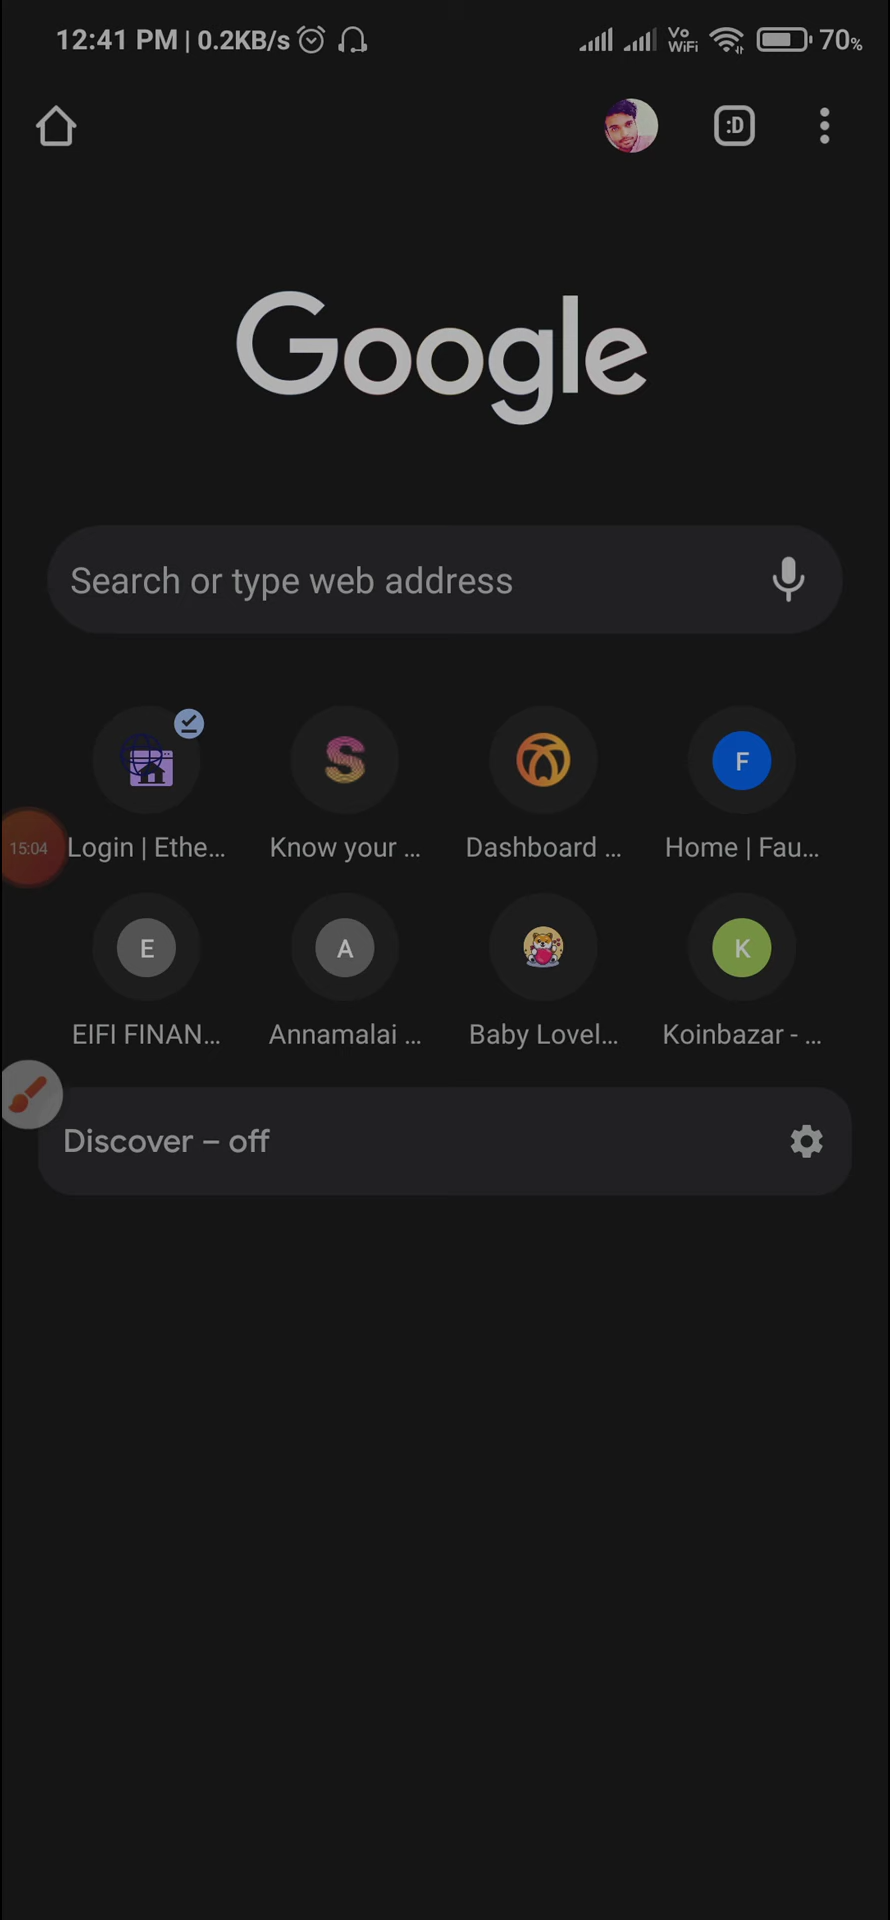 12:41 PM | 0.2KB/s Vo WiFi 70%
:D
Google
Search or type web address
Login | Ethe... Know your ... Dashboard ... Home | Fau...
15:04
F
S
E A K
EIFI FINAN... Annamalai ... Baby Lovel... Koinbazar - ...
Discover – off